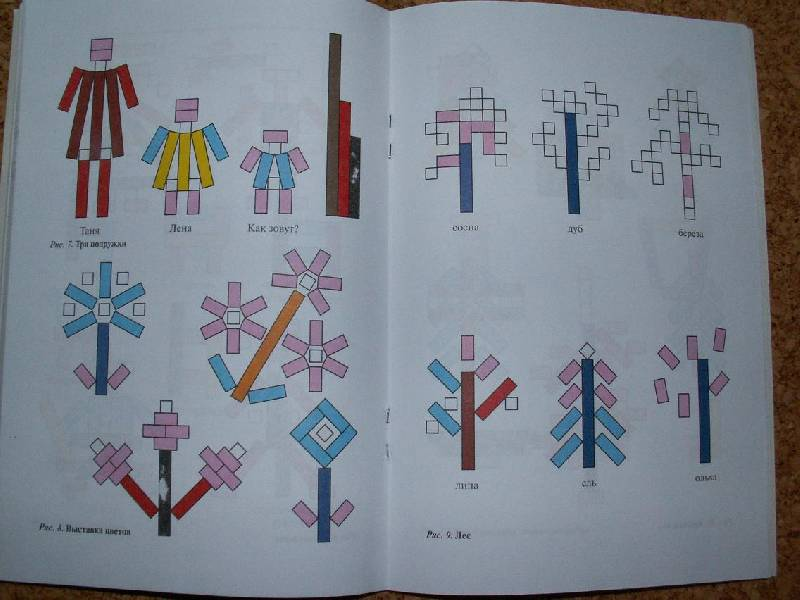 Таня Лена Как зовут?
Рис. 7. Три подружки
Рис. 8. Выставка цветов
сосна дуб береза
липа ель ольха
Рис. 9. Лес